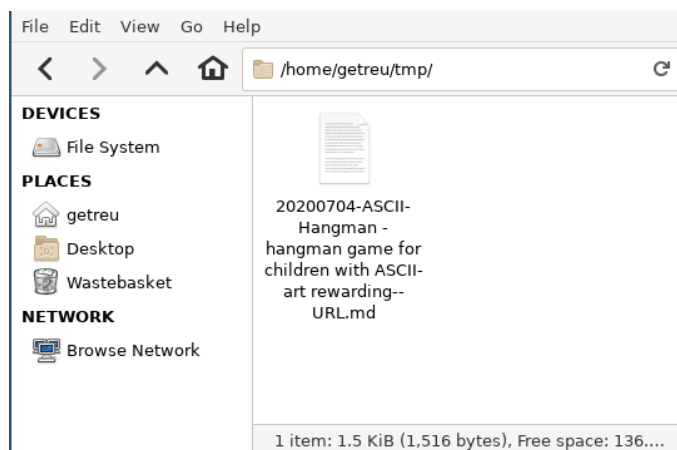 File Edit View Go Help
/home/getreu/tmp/
DEVICES
File System
PLACES
getreu
Desktop
Wastebasket
NETWORK
Browse Network
20200704-ASCII-
Hangman -
hangman game for
children with ASCII-
art rewarding--
URL.md
1 item: 1.5 KiB (1,516 bytes), Free space: 136....